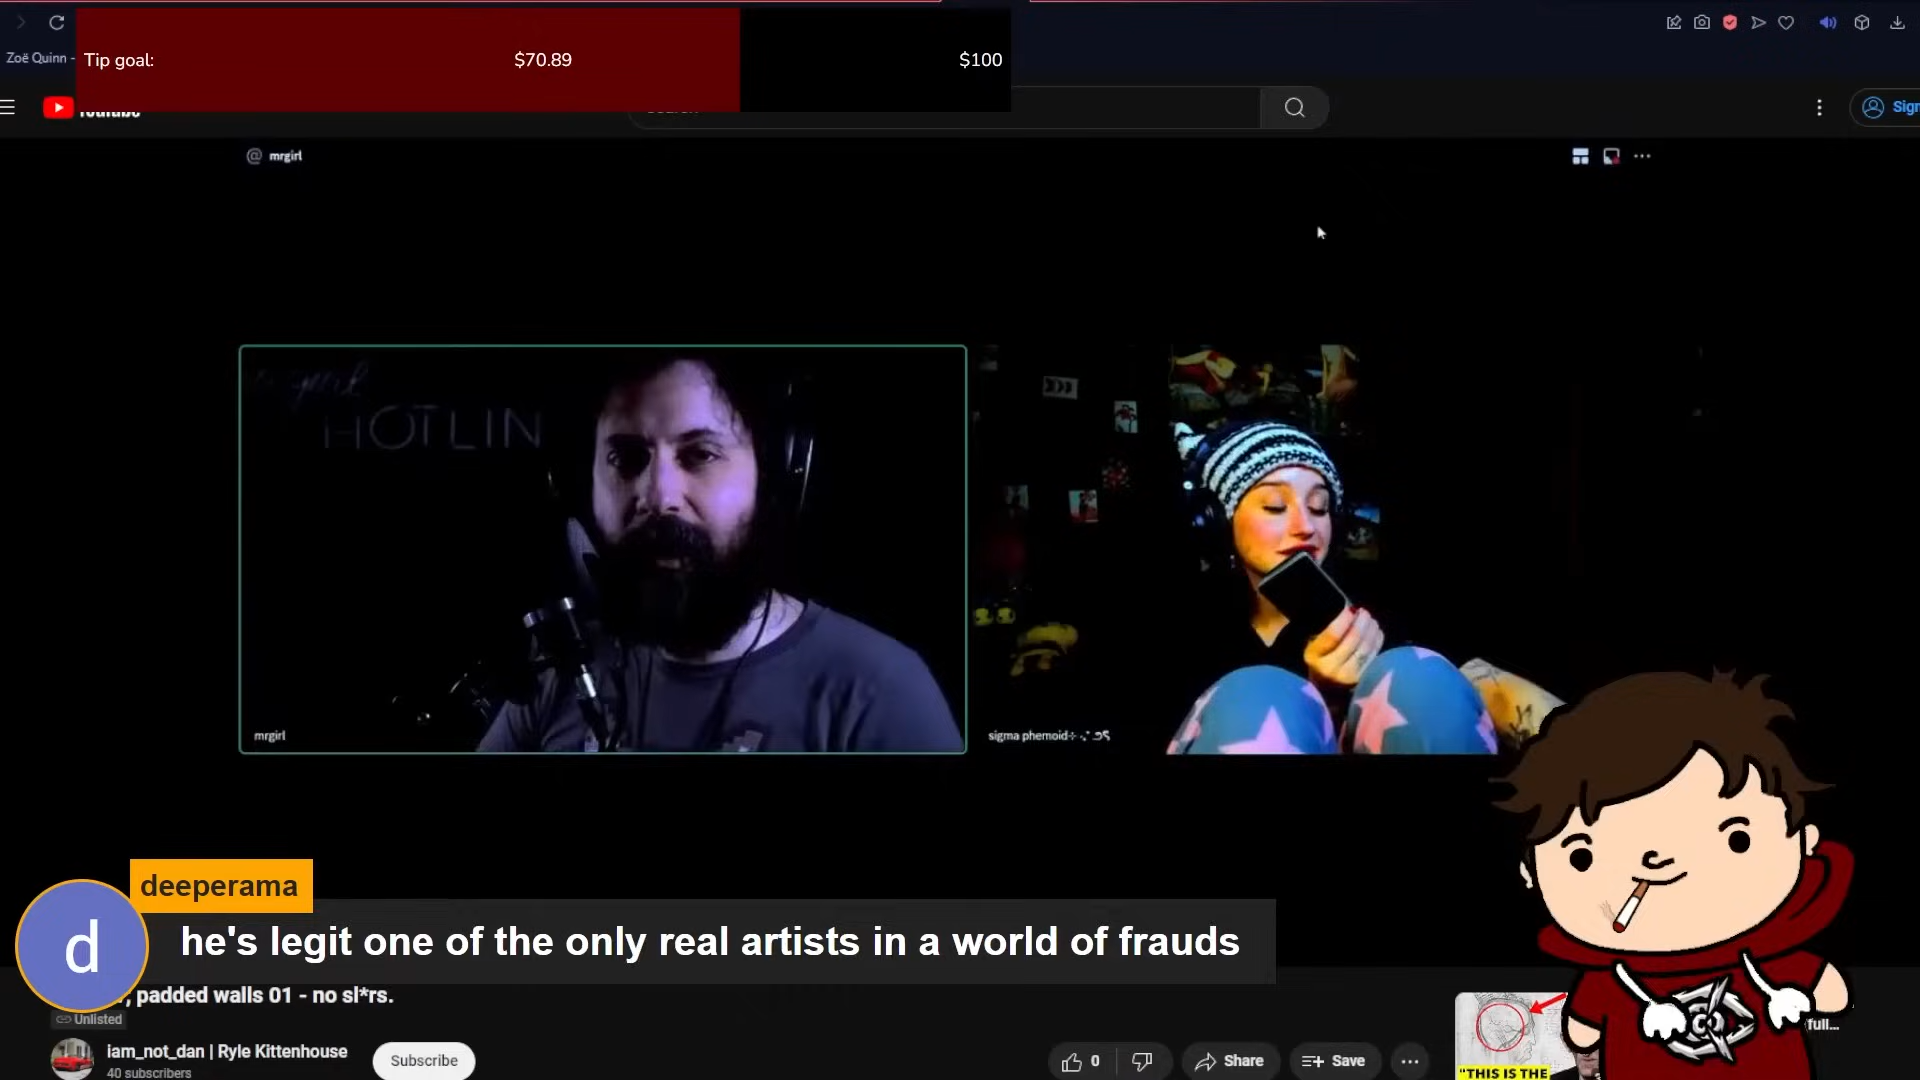 Zoë Quinn -
Tip goal:
$70.89
$100
Sign
@ mrgirl
HOTLIN
mrgirl
sigma phemoid
deeperama
d
he's legit one of the only real artists in a world of frauds
padded walls 01 - no sl*rs.
Unlisted
iam_not_dan | Ryle Kittenhouse
40 subscribers
Subscribe
0
Share
Save
full...
"THIS IS THE